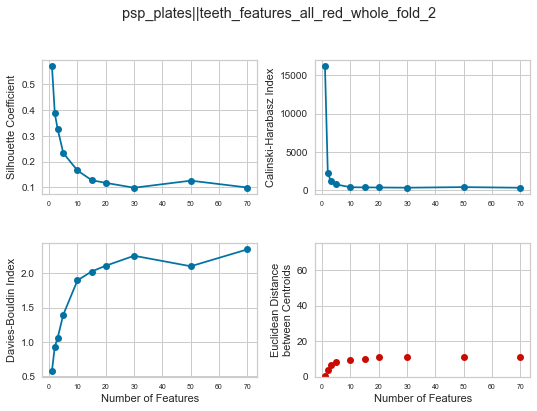 psp_plates||teeth_features_all_red_whole_fold_2
Silhouette Coefficient
0.5
0.4
0.3
0.2
0.1
0 10 20 30 40 50 60 70
Calinski-Harabasz Index
15000
10000
5000
0
0 10 20 30 40 50 60 70
Davies-Bouldin Index
2.0
1.5
1.0
0.5
0 10 20 30 40 50 60 70
Number of Features
Euclidean Distance
between Centroids
60
40
20
0
0 10 20 30 40 50 60 70
Number of Features